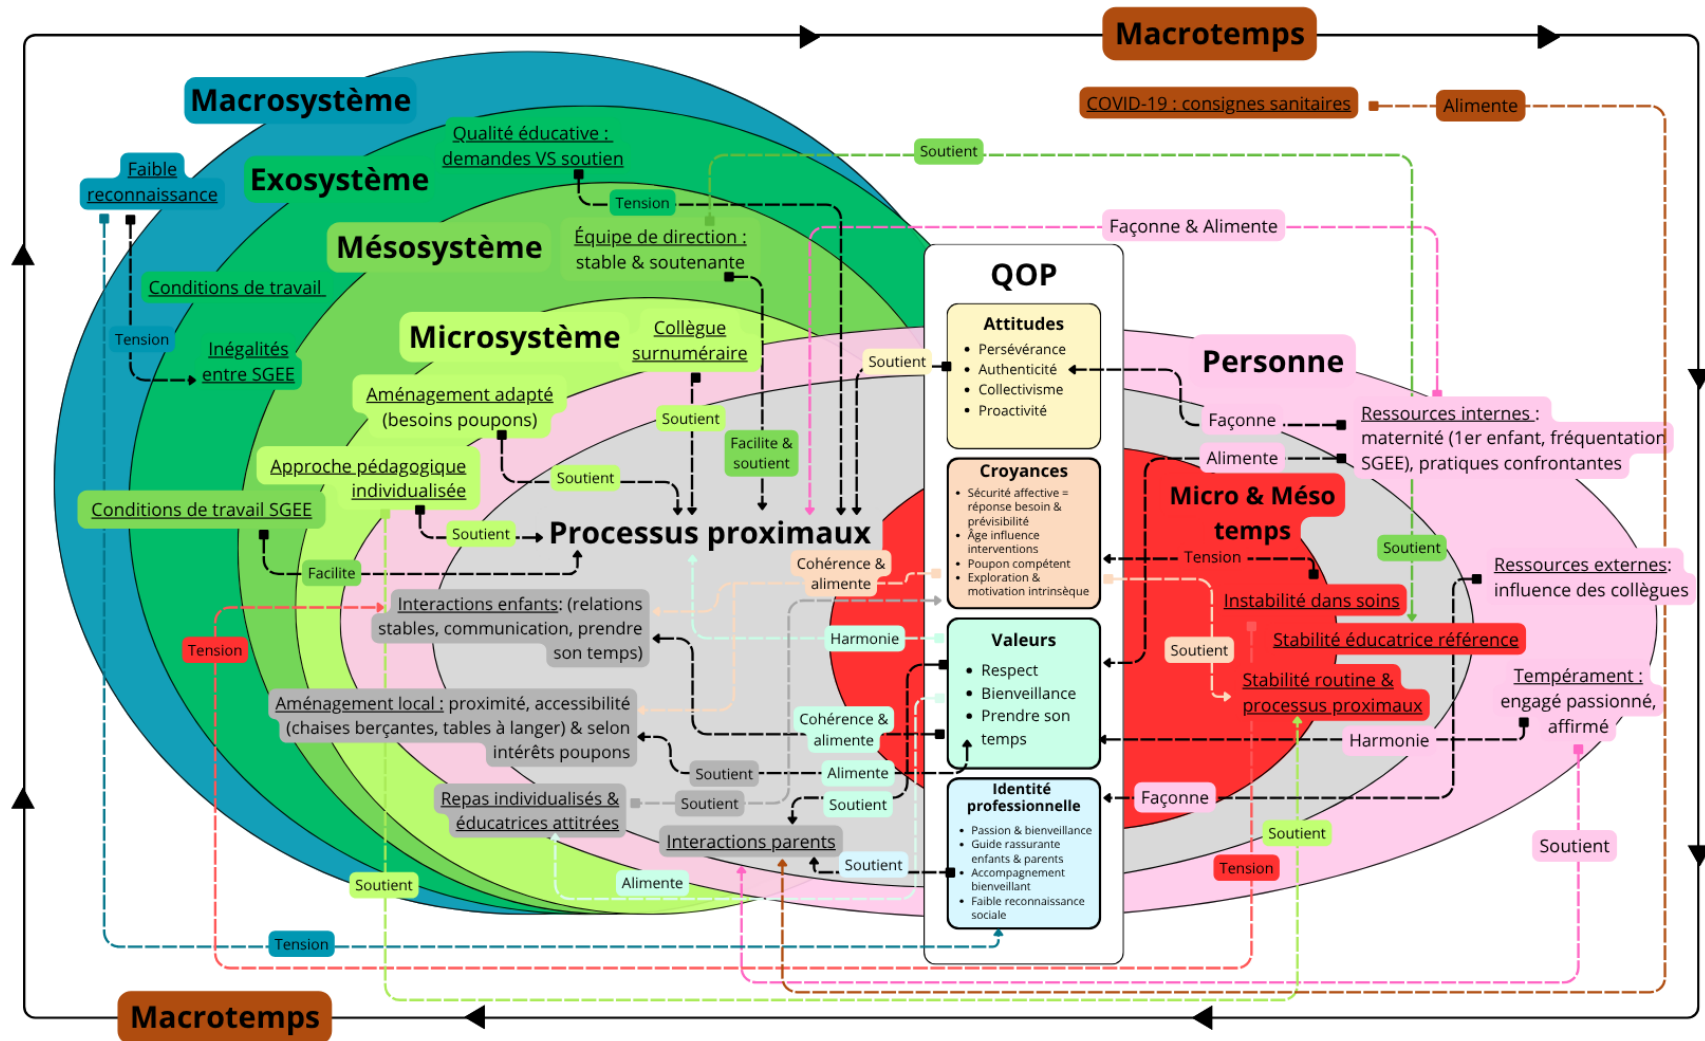 Macrotemps
Macrosystème
COVID-19 : consignes sanitaires
Alimente
Qualité éducative :
demandes VS soutien
Soutient
Faible
reconnaissance
Exosystème
Tension
Façonne & Alimente
Mésosystème
Équipe de direction :
stable & soutenante
QOP
Conditions de travail
Attitudes
Persévérance
Authenticité
Collectivisme
Proactivité
Microsystème
Collègue
surnuméraire
Tension
Inégalités
entre SGEE
Soutient
Personne
Aménagement adapté
(besoins poupons)
Soutient
Façonne
Ressources internes :
maternité (1er enfant, fréquentation
SGEE), pratiques confrontantes
Facilite &
soutient
Alimente
Approche pédagogique
individualisée
Soutient
Croyances
Sécurité affective =
réponse besoin &
prévisibilité
Âge influence
interventions
Poupon compétent
Exploration &
motivation intrinsèque
Micro & Méso
temps
Conditions de travail SGEE
Soutient
Processus proximaux
Soutient
Facilite
Cohérence &
alimente
Tension
Ressources externes:
influence des collègues
Interactions enfants: (relations
stables, communication, prendre
son temps)
Instabilité dans soins
Tension
Harmonie
Valeurs
Respect
Bienveillance
Prendre son
temps
Stabilité éducatrice référence
Soutient
Stabilité routine &
processus proximaux
Tempérament :
engagé passionné,
affirmé
Aménagement local : proximité, accessibilité
(chaises berçantes, tables à langer) & selon
intérêts poupons
Cohérence &
alimente
Harmonie
Soutient
Alimente
Repas individualisés &
éducatrices attitrées
Soutient
Soutient
Identité
professionnelle
Passion & bienveillance
Guide rassurante
enfants & parents
Accompagnement
bienveillant
Faible reconnaissance
sociale
Façonne
Interactions parents
Soutient
Soutient
Soutient
Soutient
Alimente
Tension
Tension
Macrotemps